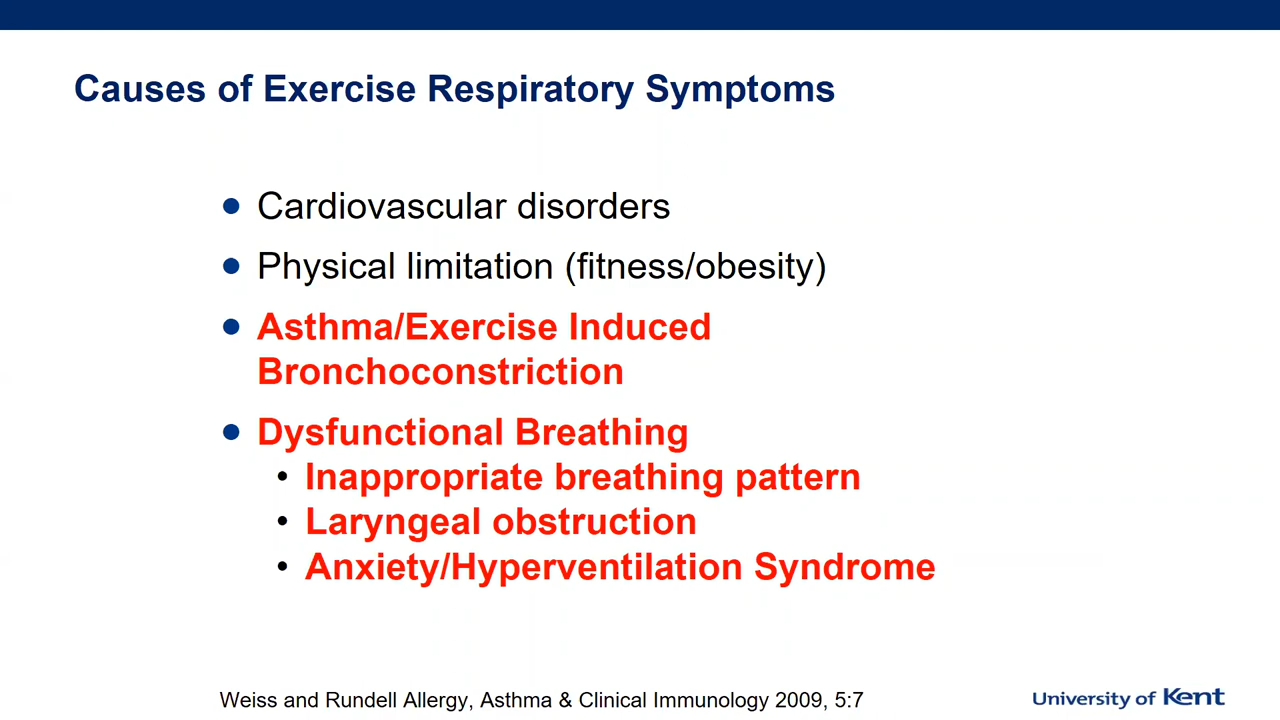 Causes of Exercise Respiratory Symptoms
● Cardiovascular disorders
● Physical limitation (fitness/obesity)
● Asthma/Exercise Induced
Bronchoconstriction
● Dysfunctional Breathing
• Inappropriate breathing pattern
• Laryngeal obstruction
• Anxiety/Hyperventilation Syndrome
Weiss and Rundell Allergy, Asthma & Clinical Immunology 2009, 5:7
University of Kent